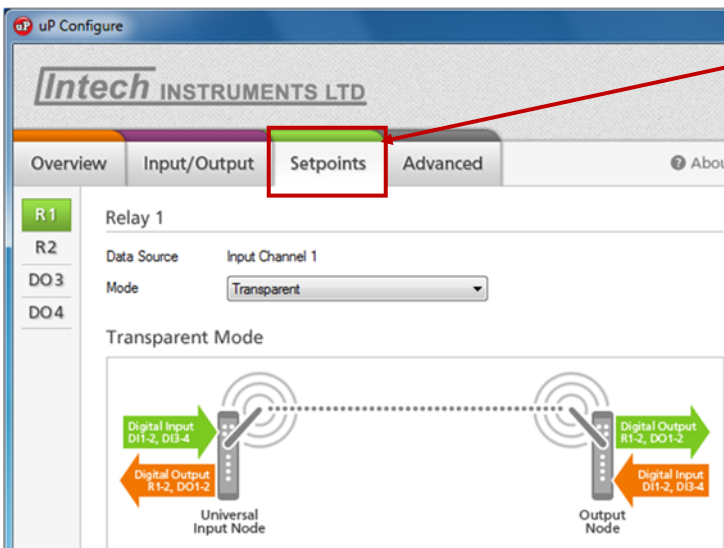 uP uP Configure
Intech INSTRUMENTS LTD
Overview Input/Output Setpoints Advanced ? Abou
R1 Relay 1
R2
Data Source Input Channel 1
DO3
Mode Transparent
DO4
Transparent Mode
Digital Input
DI1-2, DI3-4
Digital Output
R1-2, DO1-2
Universal
Input Node
Digital Output
R1-2, DO1-2
Digital Input
DI1-2, DI3-4
Output
Node